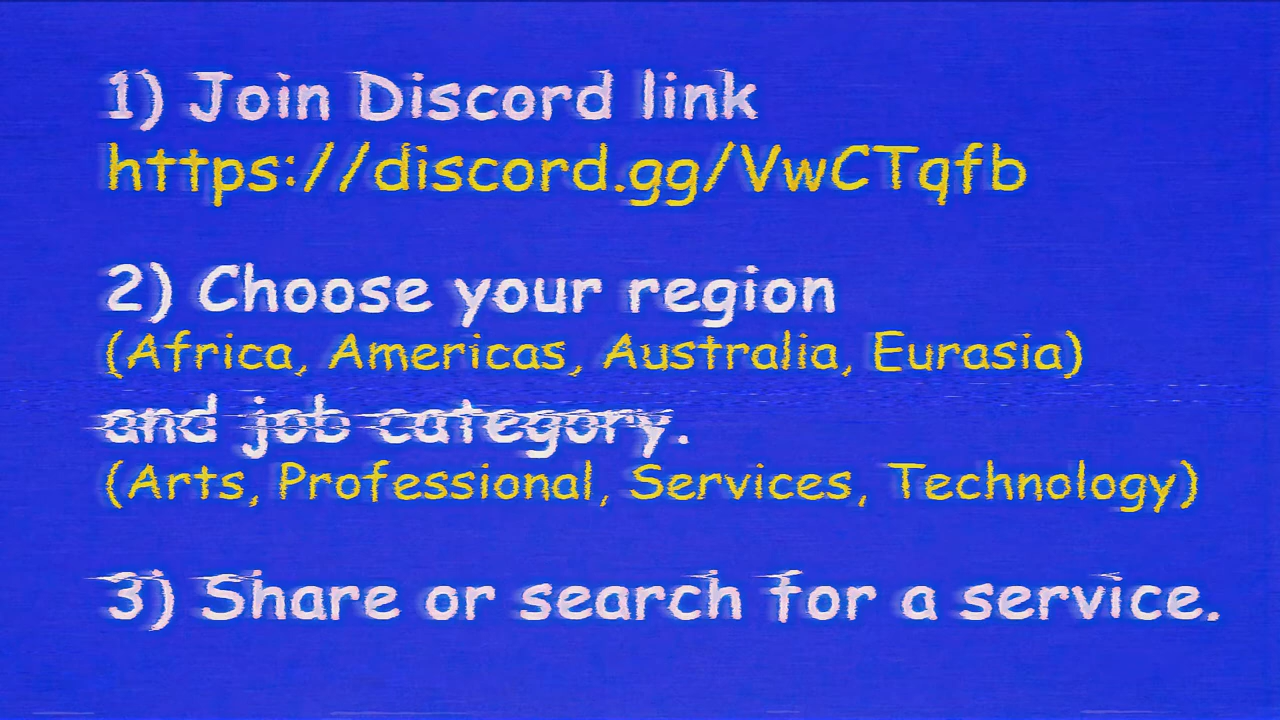 1) Join Discord link
https://discord.gg/VwCTqfb
2) Choose your region
(Africa, Americas, Australia, Eurasia)
and job category.
(Arts, Professional, Services, Technology)
3) Share or search for a service.